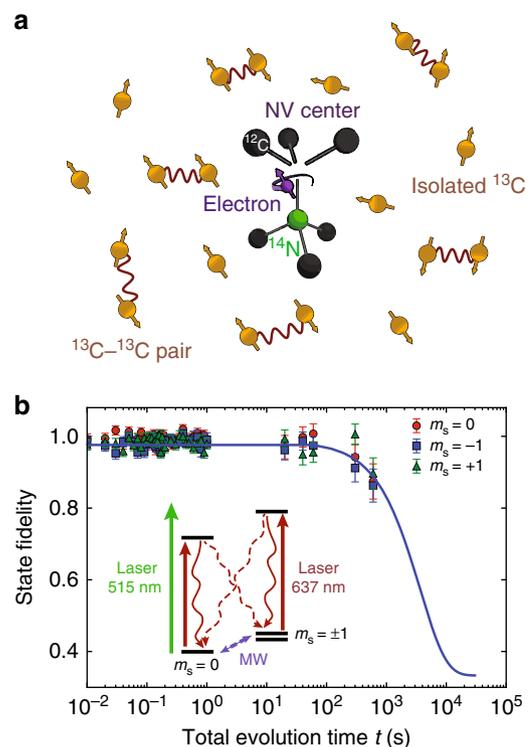 a
NV center
¹²C
Isolated ¹³C
Electron
¹⁴N
¹³C–¹³C pair
b
1.0
0.8
0.6
0.4
State fidelity
mₛ = 0
mₛ = −1
mₛ = +1
Laser
515 nm
Laser
637 nm
mₛ = ±1
mₛ = 0
MW
10⁻² 10⁻¹ 10⁰ 10¹ 10² 10³ 10⁴ 10⁵
Total evolution time t (s)